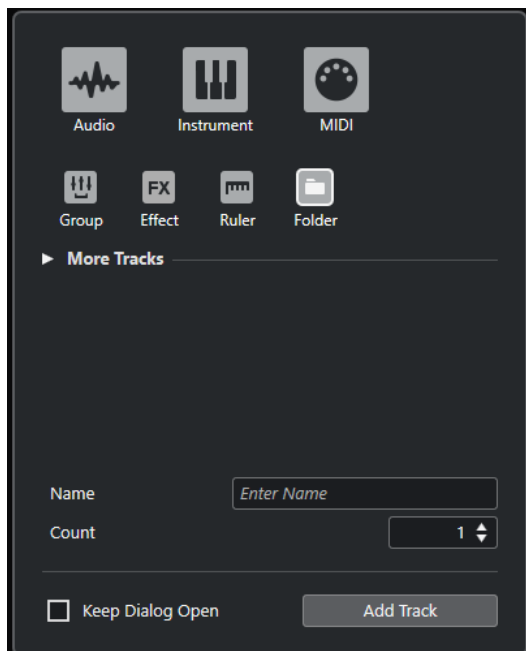 Audio Instrument MIDI
FX
Group Effect Ruler Folder
More Tracks
Name Enter Name
Count 1
Keep Dialog Open Add Track